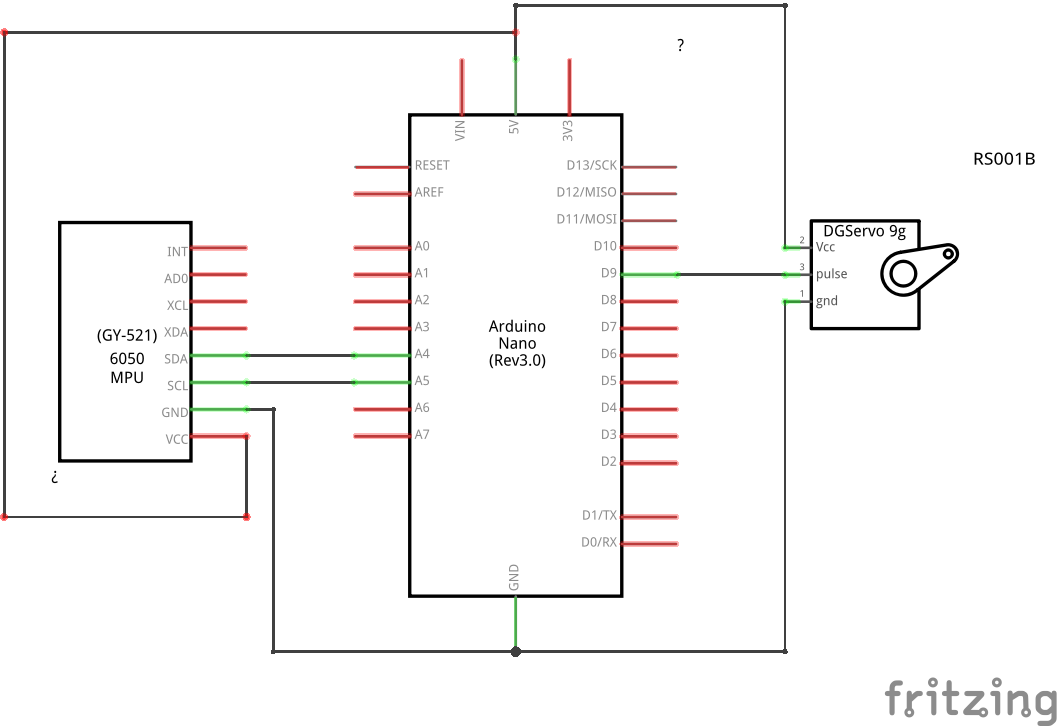 ?
VIN
5V
3V3
RS001B
RESET
AREF
A0
A1
A2
A3
A4
A5
A6
A7
D13/SCK
D12/MISO
D11/MOSI
D10
D9
D8
D7
D6
D5
D4
D3
D2
D1/TX
D0/RX
Arduino
Nano
(Rev3.0)
GND
INT
AD0
XCL
XDA
SDA
SCL
GND
VCC
(GY-521)
6050
MPU
¿
DGServo 9g
2 Vcc
3 pulse
1 gnd
fritzing